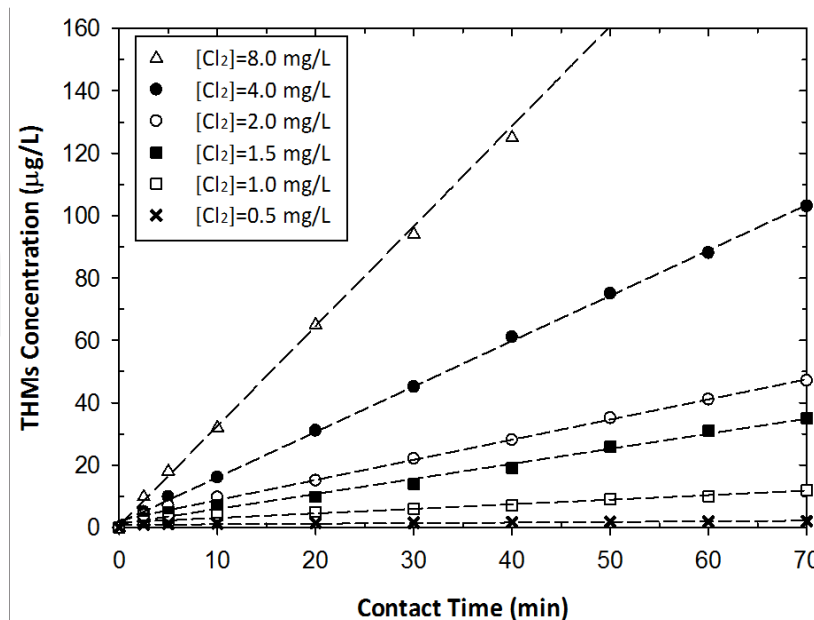 160
140
120
100
80
60
40
20
0
THMs Concentration (µg/L)
[Cl₂]=8.0 mg/L
[Cl₂]=4.0 mg/L
[Cl₂]=2.0 mg/L
[Cl₂]=1.5 mg/L
[Cl₂]=1.0 mg/L
[Cl₂]=0.5 mg/L
0 10 20 30 40 50 60 70
Contact Time (min)